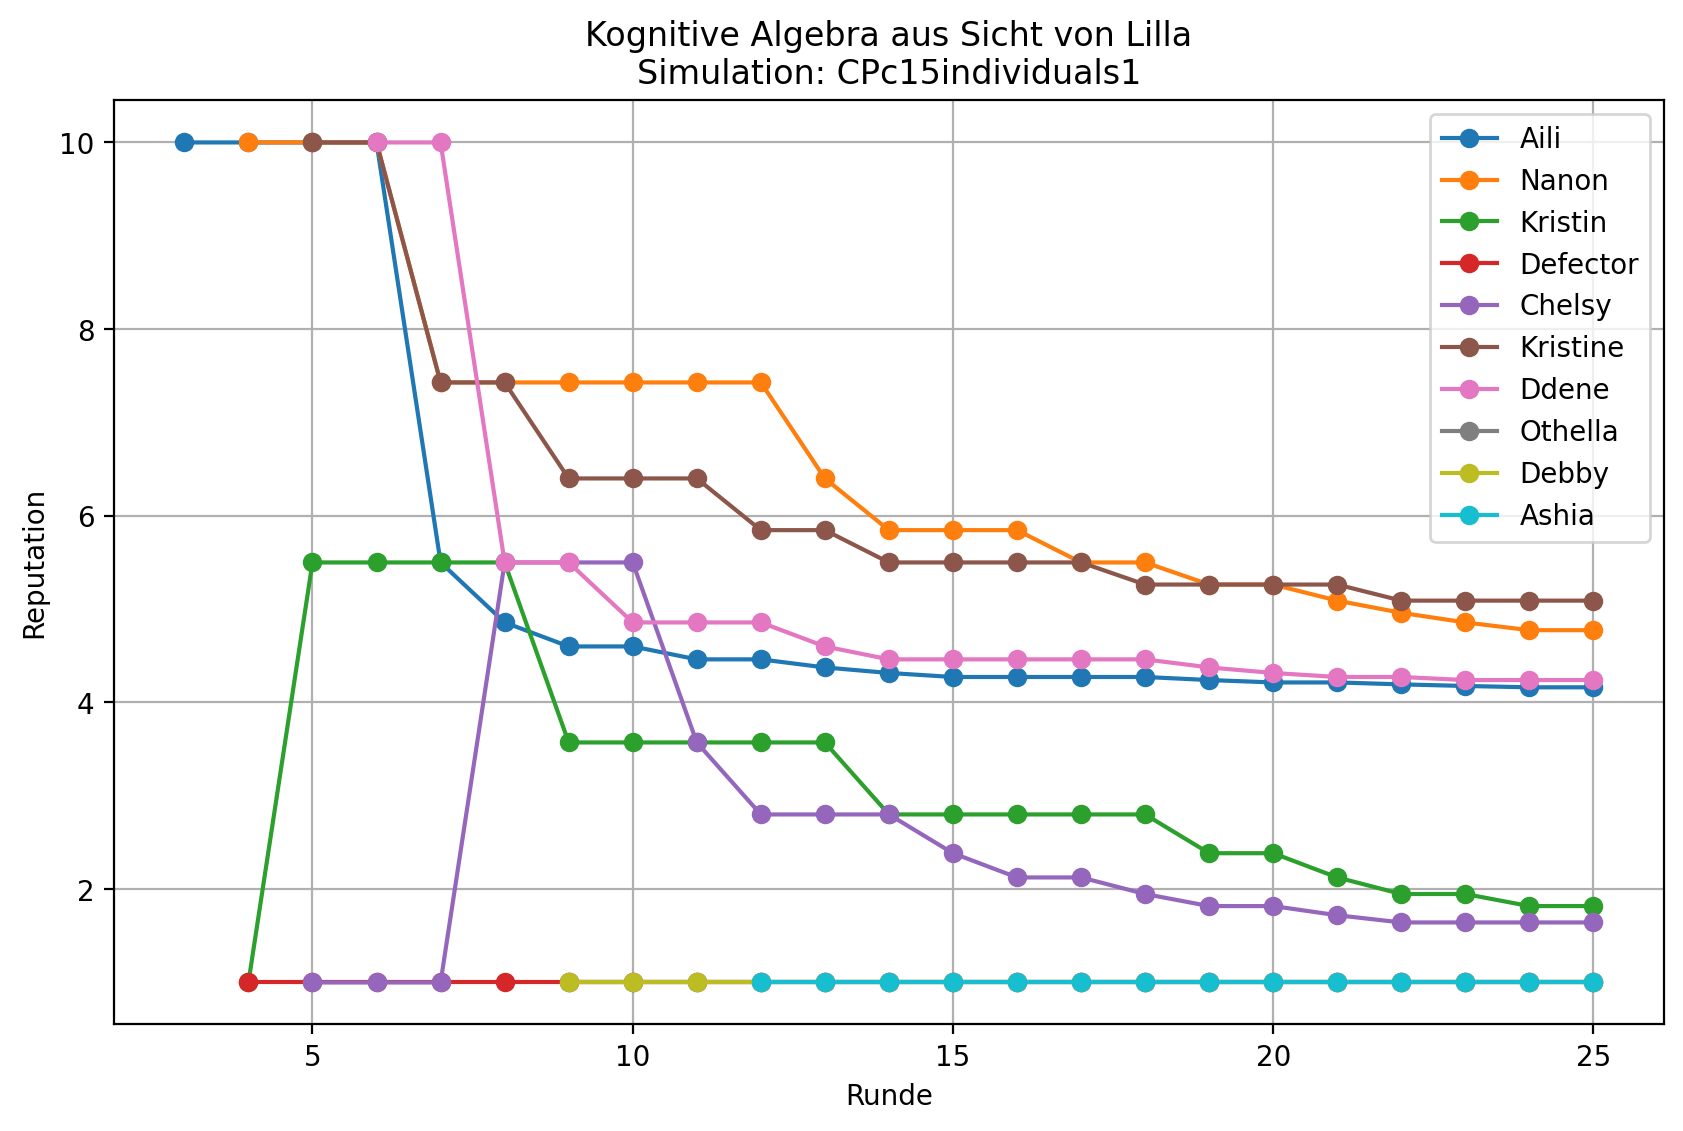 Kognitive Algebra aus Sicht von Lilla
Simulation: CPc15individuals1
Aili
Nanon
Kristin
Defector
Chelsy
Kristine
Ddene
Othella
Debby
Ashia
Reputation
10
8
6
4
2
5
10
15
20
25
Runde